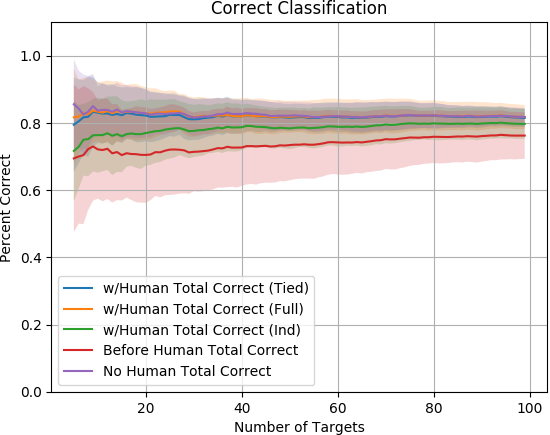 Correct Classification
Percent Correct
1.0
0.8
0.6
0.4
0.2
0.0
w/Human Total Correct (Tied)
w/Human Total Correct (Full)
w/Human Total Correct (Ind)
Before Human Total Correct
No Human Total Correct
20 40 60 80 100
Number of Targets